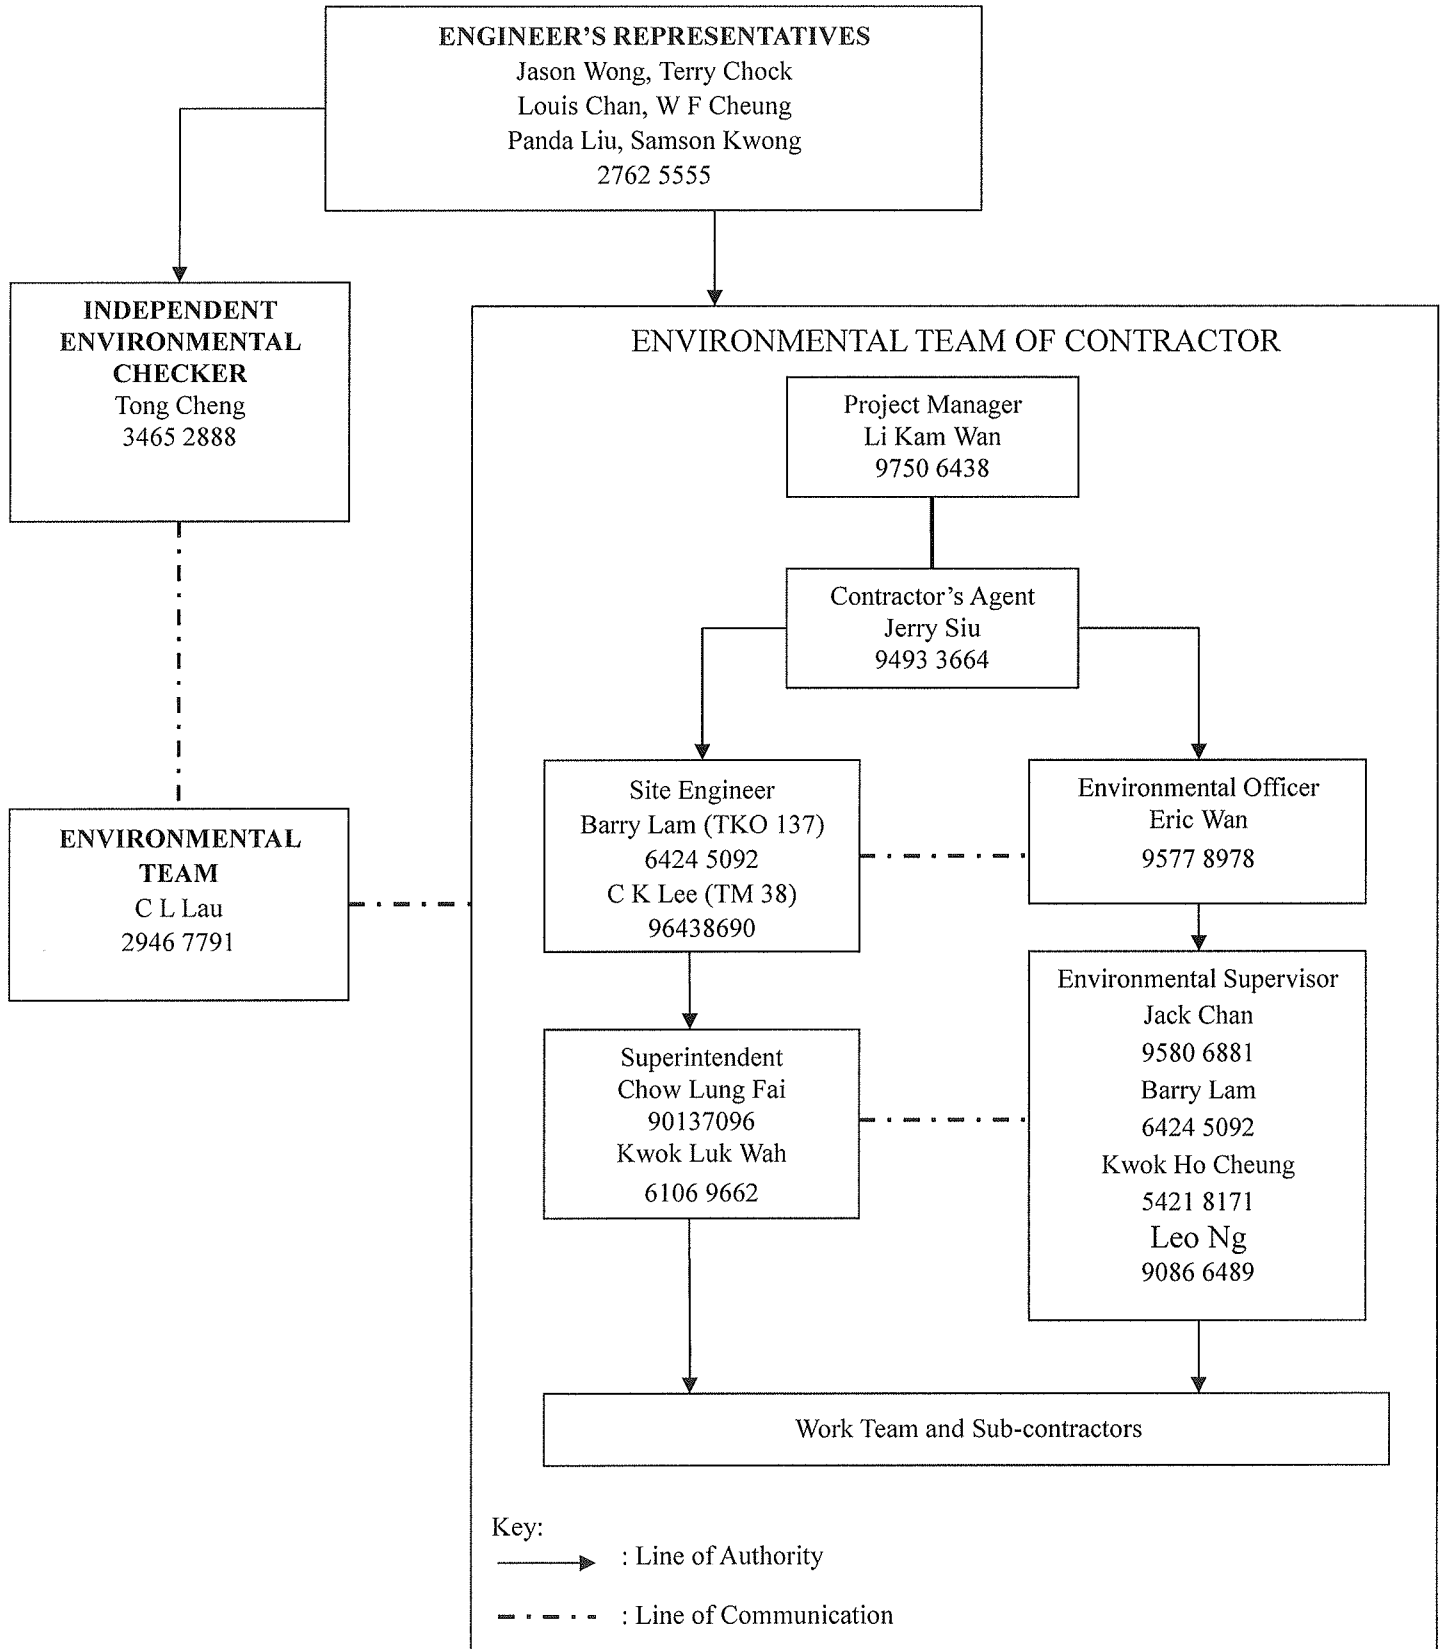 ENGINEER'S REPRESENTATIVES
Jason Wong, Terry Chock
Louis Chan, W F Cheung
Panda Liu, Samson Kwong
2762 5555
INDEPENDENT
ENVIRONMENTAL
CHECKER
Tong Cheng
3465 2888
ENVIRONMENTAL
TEAM
C L Lau
2946 7791
ENVIRONMENTAL TEAM OF CONTRACTOR
Project Manager
Li Kam Wan
9750 6438
Contractor's Agent
Jerry Siu
9493 3664
Site Engineer
Barry Lam (TKO 137)
6424 5092
C K Lee (TM 38)
96438690
Environmental Officer
Eric Wan
9577 8978
Superintendent
Chow Lung Fai
90137096
Kwok Luk Wah
6106 9662
Environmental Supervisor
Jack Chan
9580 6881
Barry Lam
6424 5092
Kwok Ho Cheung
5421 8171
Leo Ng
9086 6489
Work Team and Sub-contractors
Key:
: Line of Authority
: Line of Communication